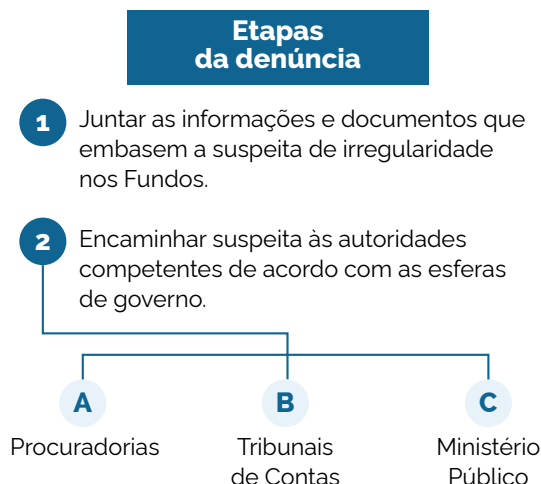 Etapas
da denúncia
1 Juntar as informações e documentos que
embasem a suspeita de irregularidade
nos Fundos.
2 Encaminhar suspeita às autoridades
competentes de acordo com as esferas
de governo.
A
Procuradorias
B
Tribunais
de Contas
C
Ministério
Público